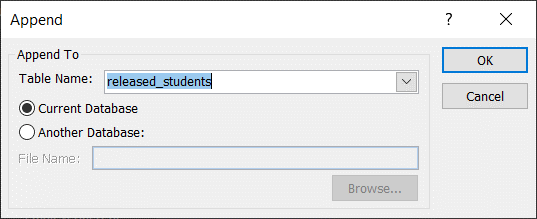 Append
? ×
Append To
Table Name: released_students
OK
Current Database
Cancel
Another Database:
File Name:
Browse...